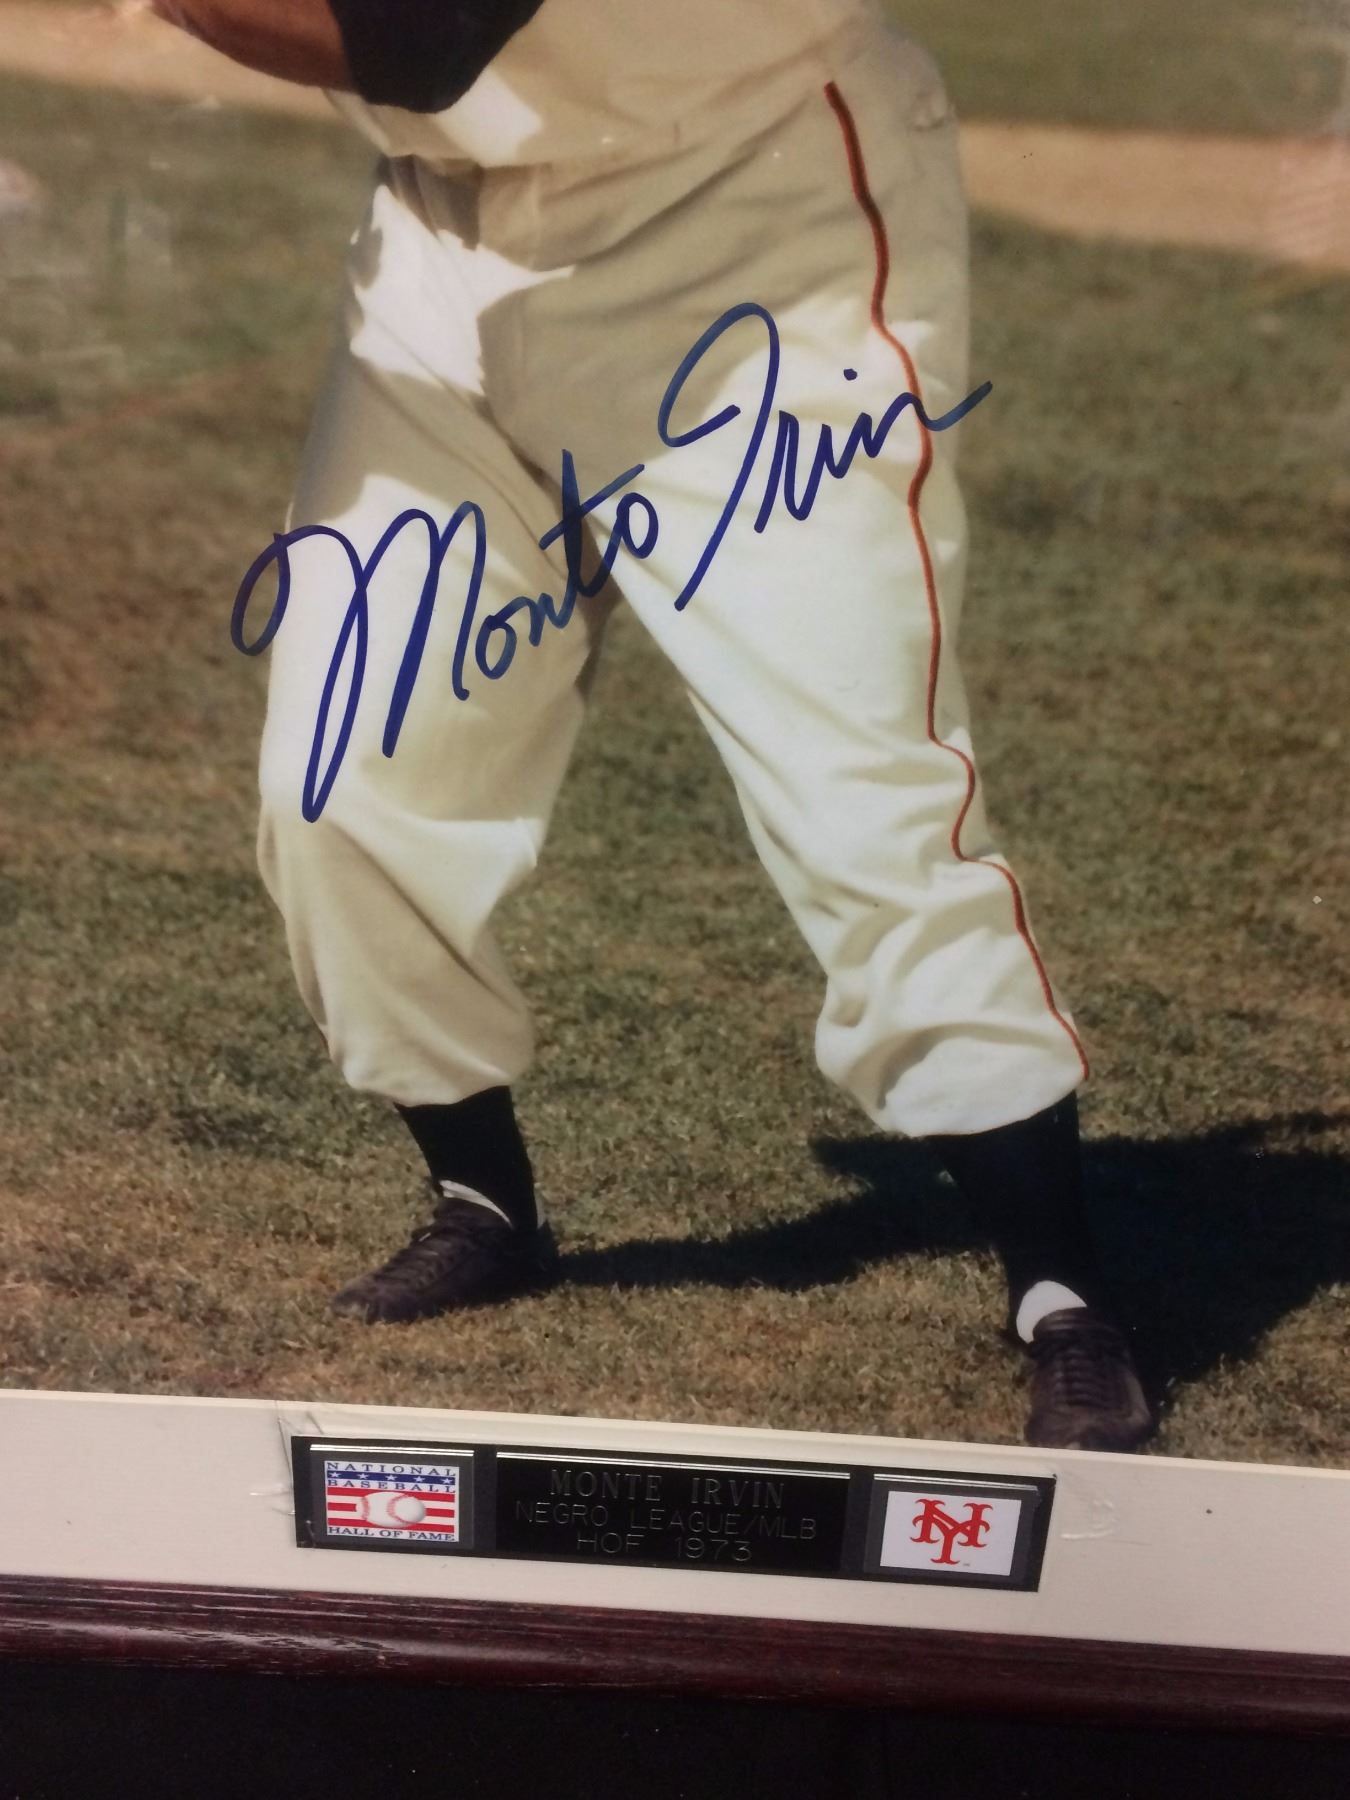 Monte Irvin
NATIONAL
BASEBALL
HALL OF FAME
MONTE IRVIN
NEGRO LEAGUE/MLB
HOF 1973
NY